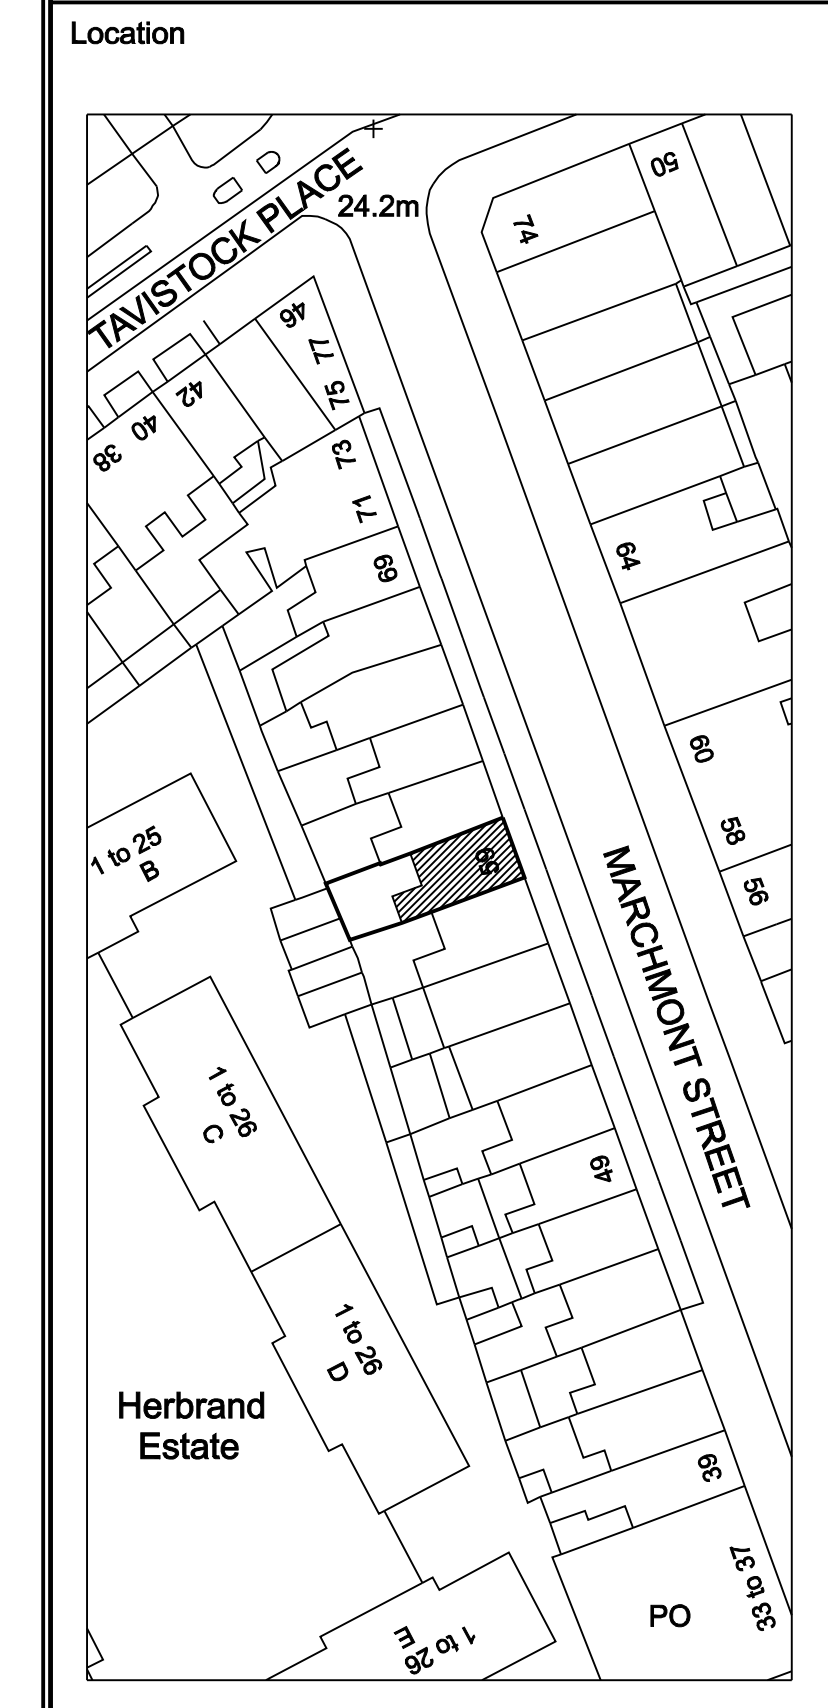 Location
TAVISTOCK PLACE
24.2m
50
74
46
77
75
42
40
38
73
71
69
64
60
58
56
1 to 25
B
59
MARCHMONT STREET
1 to 26
C
49
1 to 26
D
Herbrand
Estate
39
33 to 37
PO
1 to 26
E